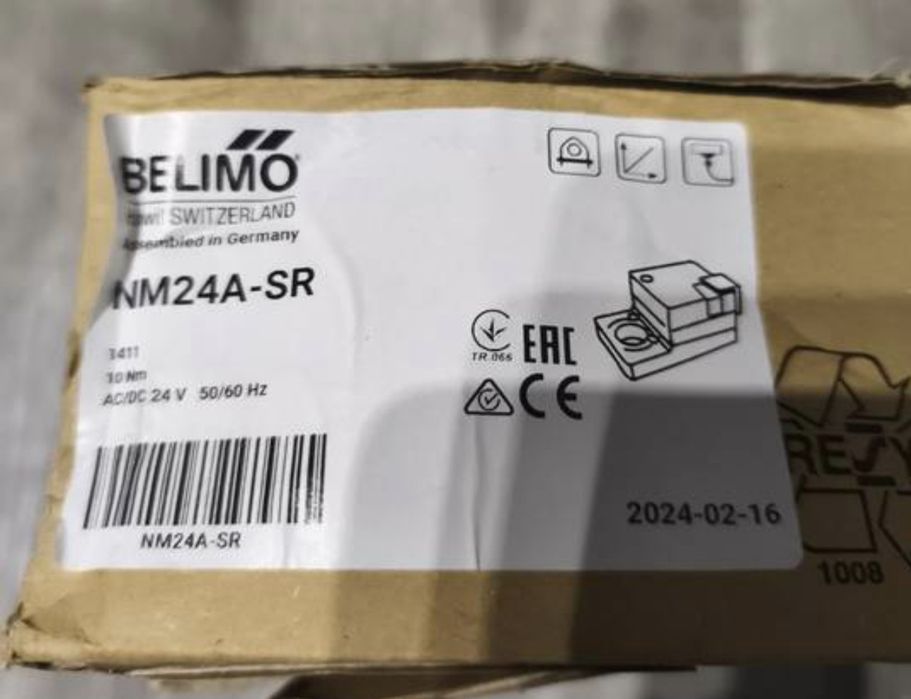 BELIMO
SWITZERLAND
Assembled in Germany
NM24A-SR
10 Nm
AC/DC 24 V 50/60 Hz
NM24A-SR
TR.066
EAC
CE
2024-02-16
RESY
1008